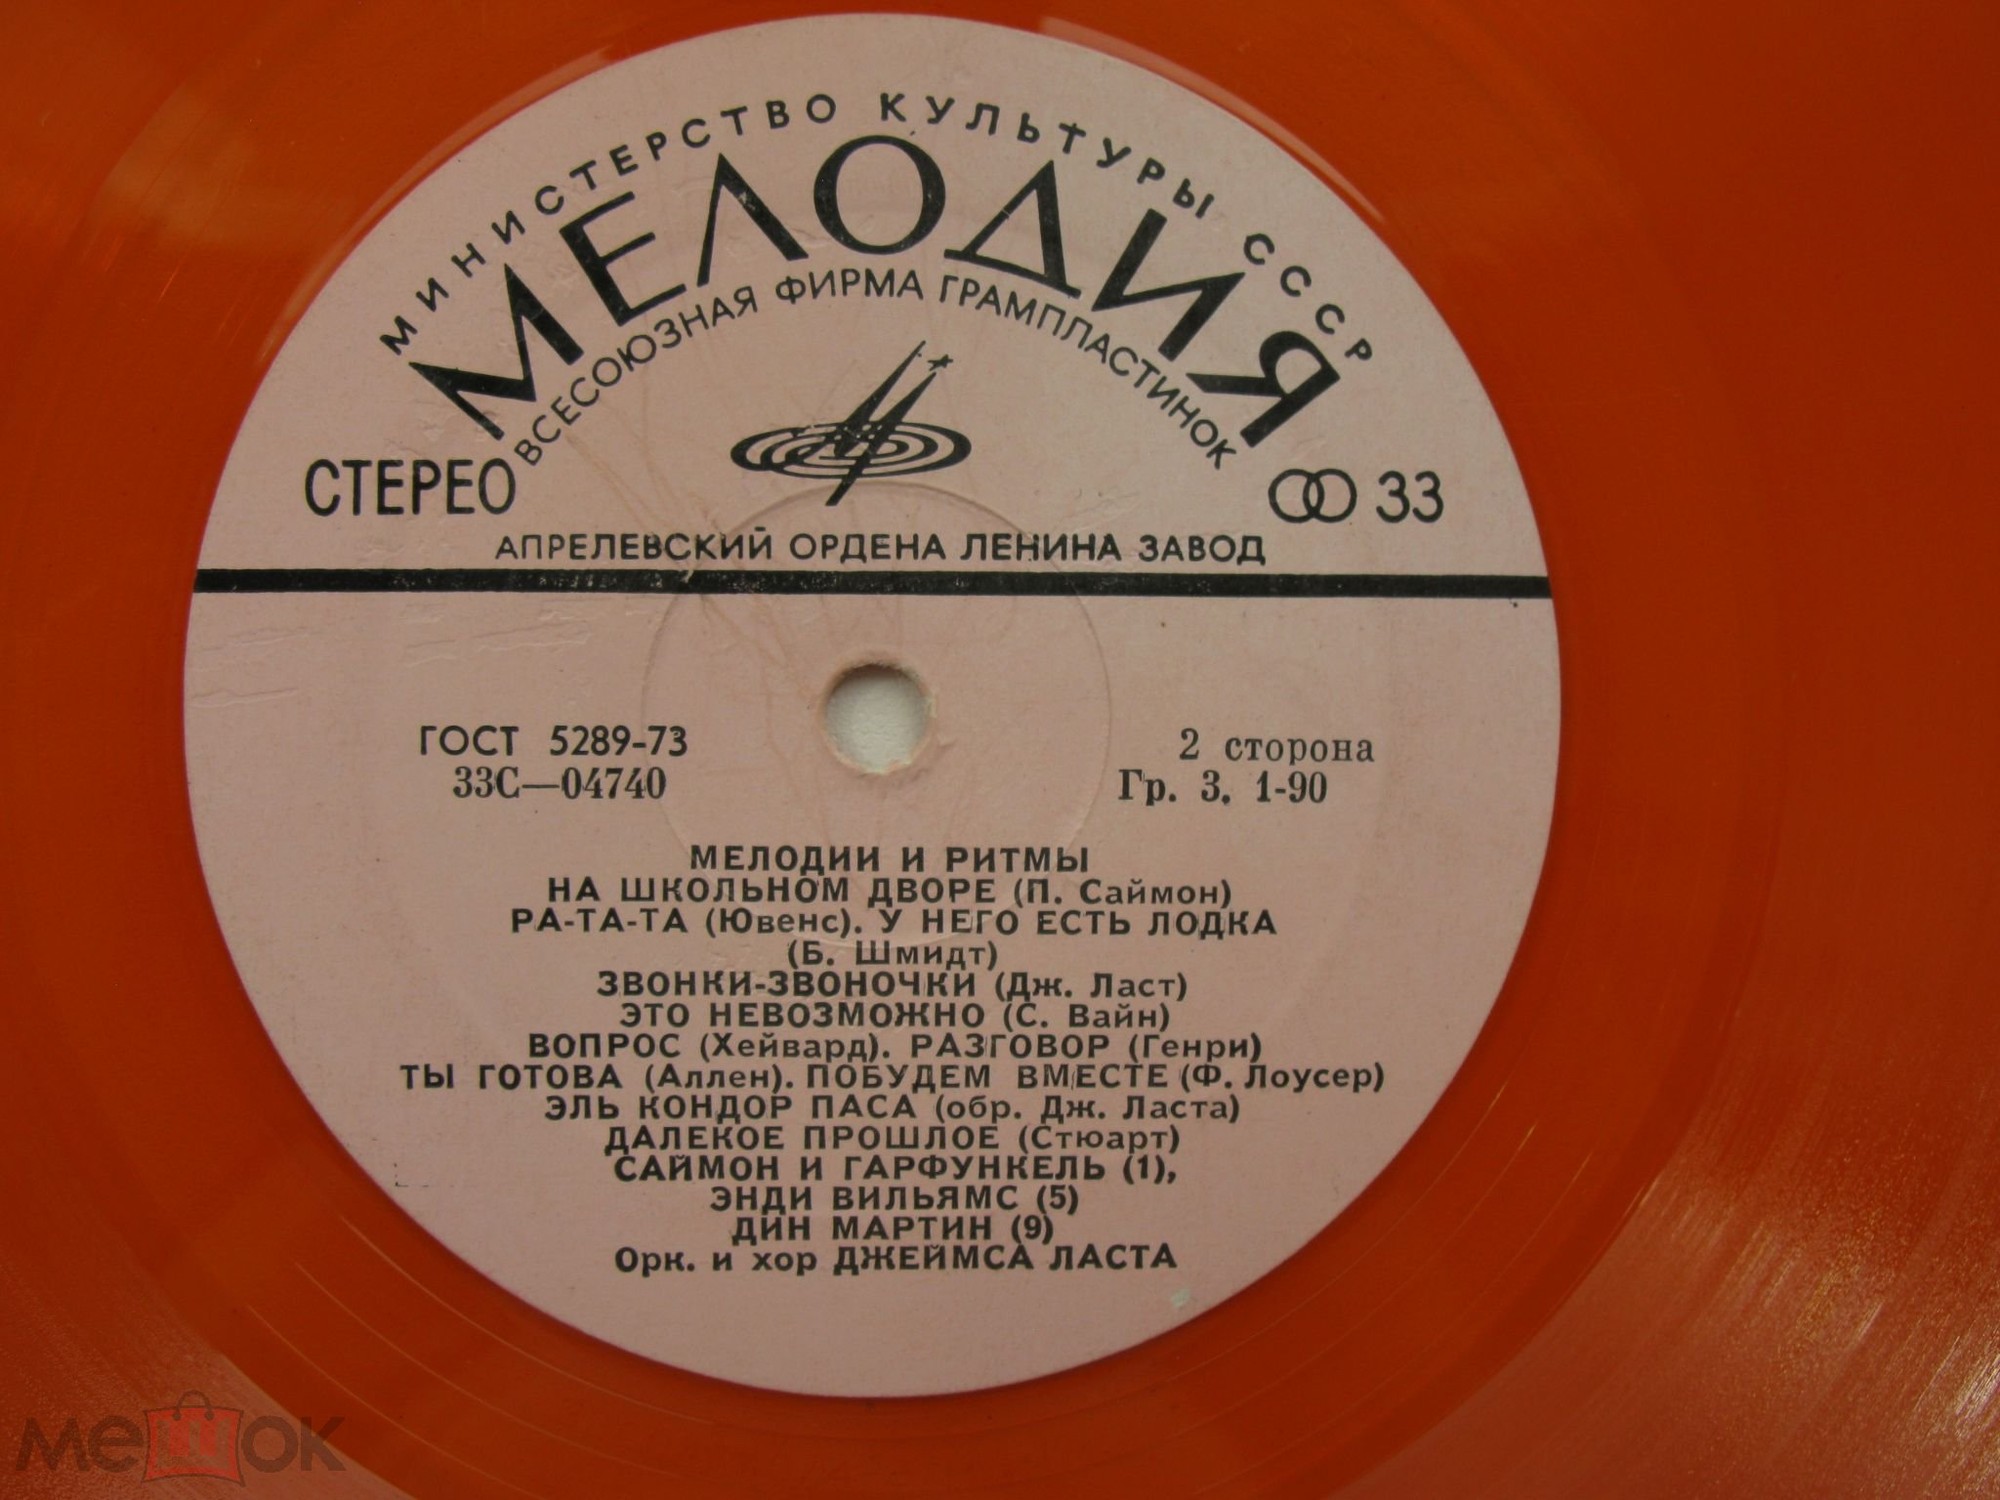 МИНИСТЕРСТВО КУЛЬТУРЫ СССР
МЕЛОДИЯ
ВСЕСОЮЗНАЯ ФИРМА ГРАМПЛАСТИНОК
СТЕРЕО
33
АПРЕЛЕВСКИЙ ОРДЕНА ЛЕНИНА ЗАВОД
ГОСТ 5289-73
2 сторона
33С—04740
Гр. 3. 1-90
МЕЛОДИИ И РИТМЫ
НА ШКОЛЬНОМ ДВОРЕ (П. Саймон)
РА-ТА-ТА (Ювенс). У НЕГО ЕСТЬ ЛОДКА
(Б. Шмидт)
ЗВОНКИ-ЗВОНОЧКИ (Дж. Ласт)
ЭТО НЕВОЗМОЖНО (С. Вайн)
ВОПРОС (Хейвард). РАЗГОВОР (Генри)
ТЫ ГОТОВА (Аллен). ПОБУДЕМ ВМЕСТЕ (Ф. Лоусер)
ЭЛЬ КОНДОР ПАСА (обр. Дж. Ласта)
ДАЛЕКОЕ ПРОШЛОЕ (Стюарт)
САЙМОН И ГАРФУНКЕЛЬ (1),
ЭНДИ ВИЛЬЯМС (5)
ДИН МАРТИН (9)
Орк. и хор ДЖЕЙМСА ЛАСТА
мешок